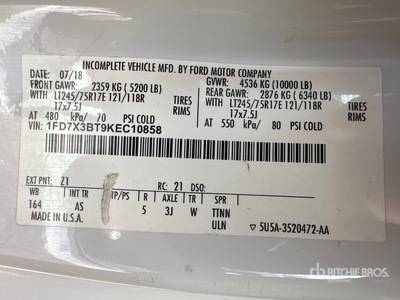 INCOMPLETE VEHICLE MFD. BY FORD MOTOR COMPANY
DATE: 07/18 GVWR: 4536 KG (10000 LB)
FRONT GAWR: 2359 KG (5200 LB) REAR GAWR: 2876 KG (6340 LB)
WITH LT245/75R17E 121/118R TIRES WITH LT245/75R17E 121/118R TIRES
17x7.5J RIMS 17x7.5J RIMS
AT 480 kPa/ 70 PSI COLD AT 550 kPa/ 80 PSI COLD
VIN: 1FD7X3BT9KEC10858
EXT PNT: Z1 RC: 21 DSO:
WB INT TR TP/PS R AXLE TR SPR
164 AS 5 3J W TTNN
MADE IN U.S.A. ULN
5U5A-3520472-AA
rb RITCHIE BROS.